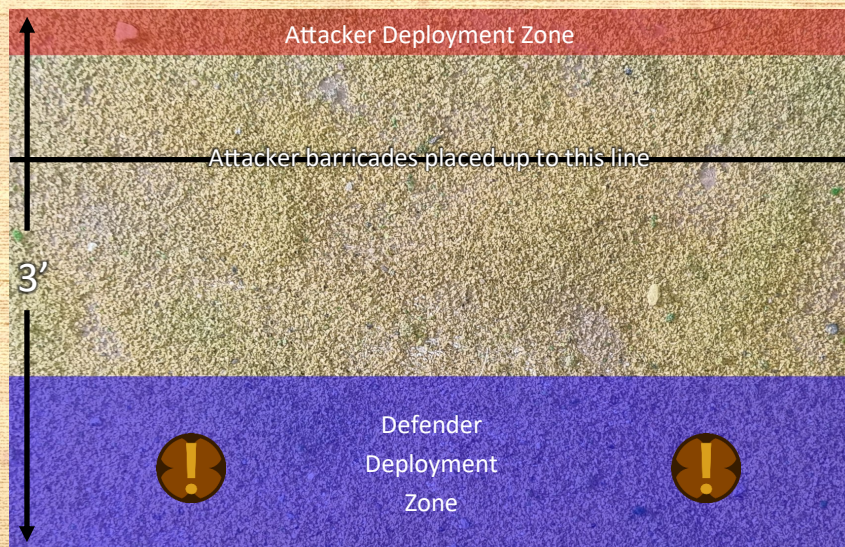 Attacker Deployment Zone
Attacker barricades placed up to this line
3'
Defender
Deployment
Zone
!
!